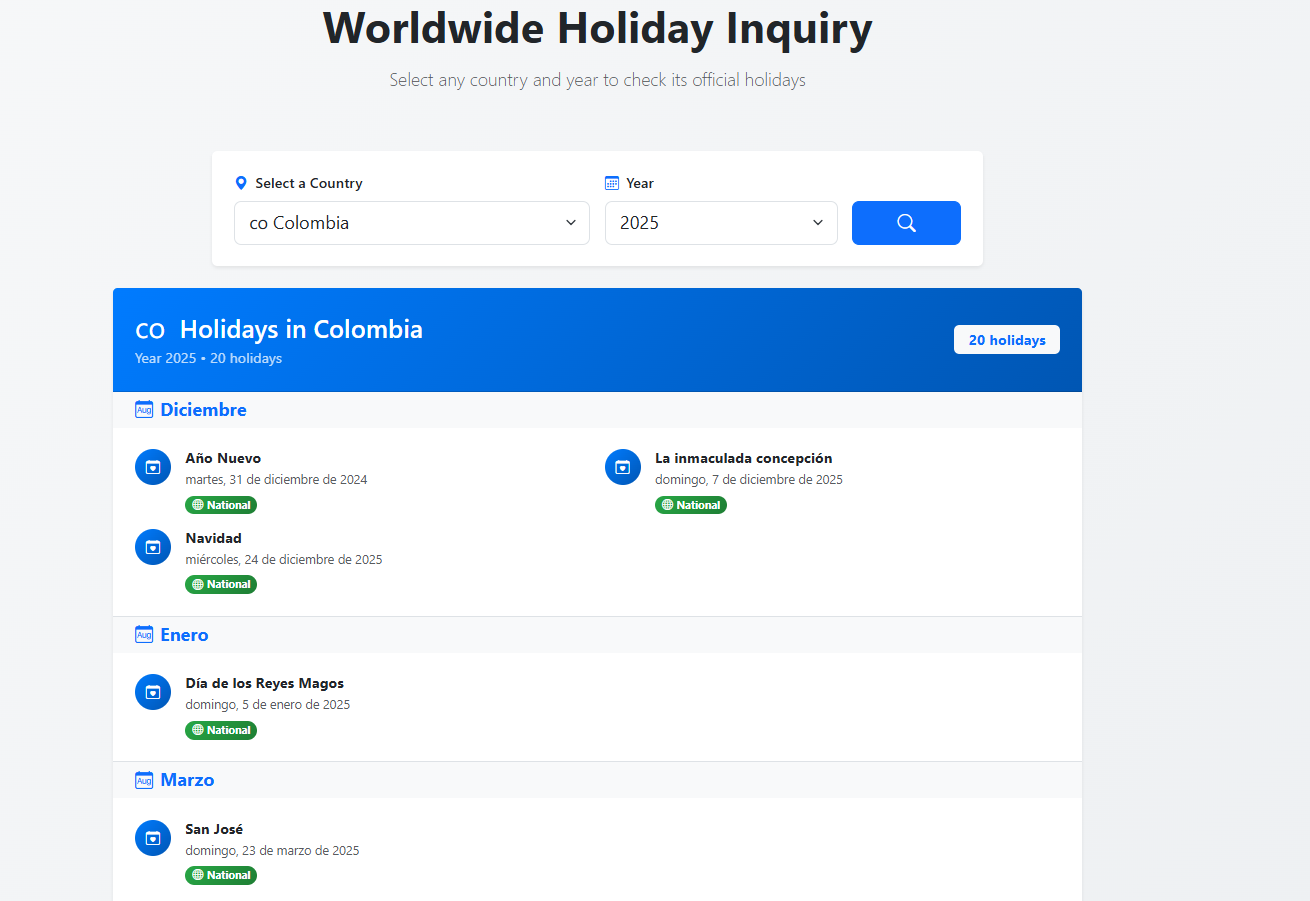 Worldwide Holiday Inquiry
Select any country and year to check its official holidays
Select a Country
Year
co Colombia
2025
CO Holidays in Colombia
Year 2025 • 20 holidays
20 holidays
Aug Diciembre
Año Nuevo
martes, 31 de diciembre de 2024
National
La inmaculada concepción
domingo, 7 de diciembre de 2025
National
Navidad
miércoles, 24 de diciembre de 2025
National
Aug Enero
Día de los Reyes Magos
domingo, 5 de enero de 2025
National
Aug Marzo
San José
domingo, 23 de marzo de 2025
National